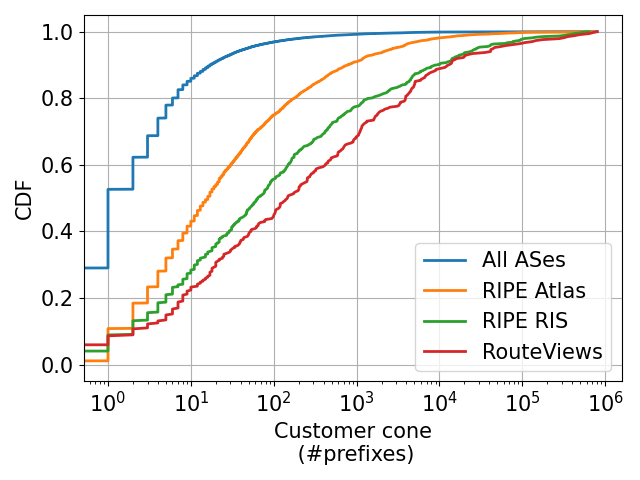 CDF
1.0
0.8
0.6
0.4
0.2
0.0
All ASes
RIPE Atlas
RIPE RIS
RouteViews
10^0 10^1 10^2 10^3 10^4 10^5 10^6
Customer cone
(#prefixes)